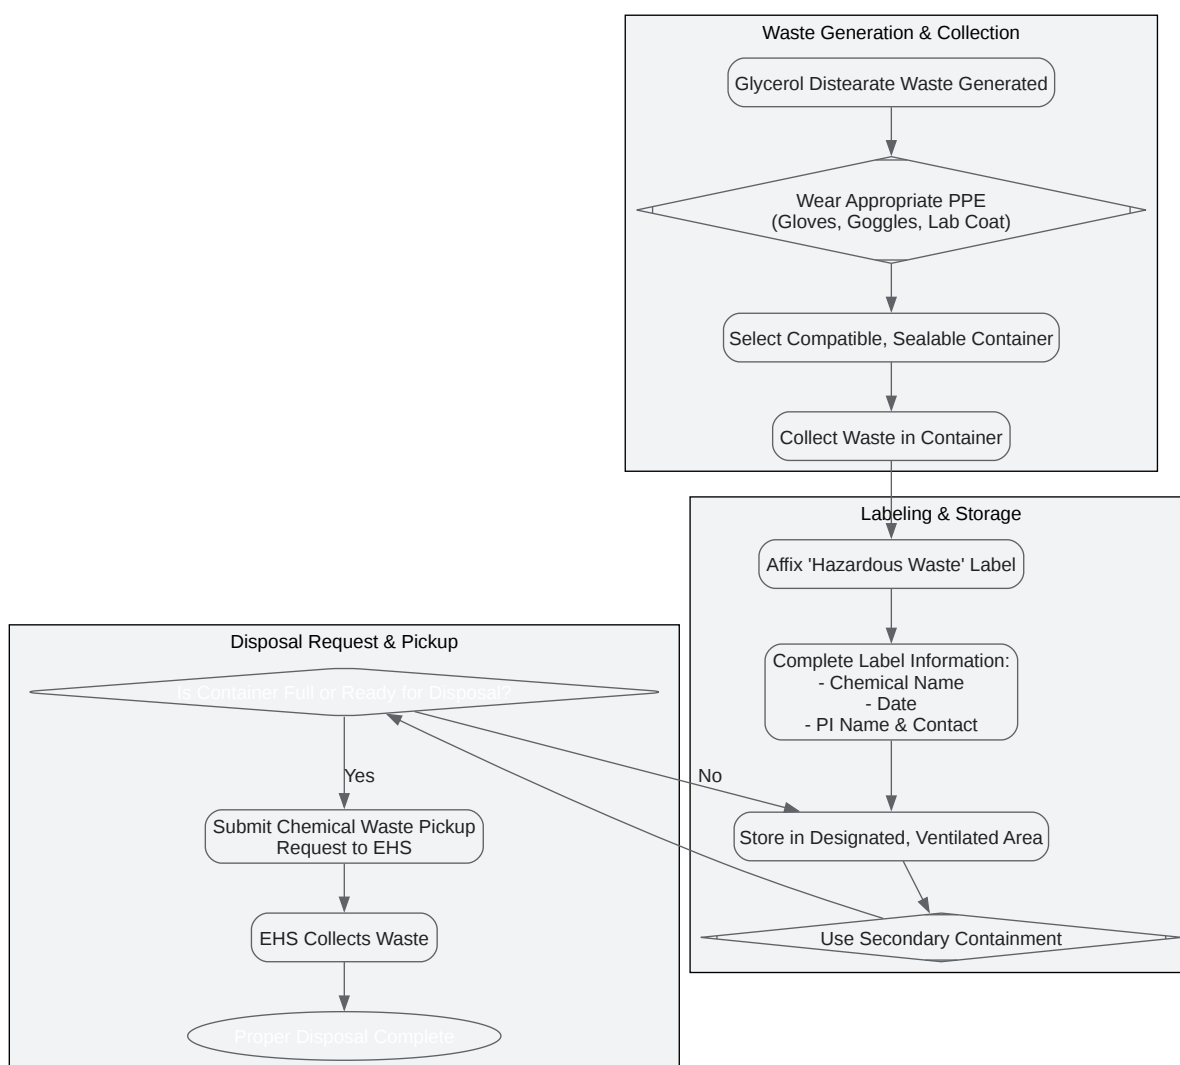 Waste Generation & Collection
Glycerol Distearate Waste Generated
Wear Appropriate PPE
(Gloves, Goggles, Lab Coat)
Select Compatible, Sealable Container
Collect Waste in Container
Labeling & Storage
Affix 'Hazardous Waste' Label
Complete Label Information:
- Chemical Name
- Date
- PI Name & Contact
Store in Designated, Ventilated Area
Use Secondary Containment
Disposal Request & Pickup
Is Container Full or Ready for Disposal?
Yes
No
Submit Chemical Waste Pickup
Request to EHS
EHS Collects Waste
Proper Disposal Complete